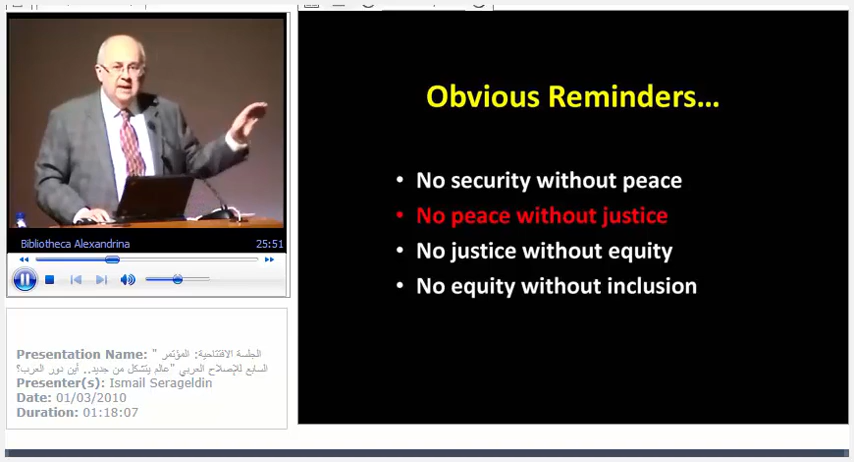 Bibliotheca Alexandrina 25:51
Presentation Name: " الجلسة الافتتاحية: المؤتمر
السابع للإصلاح العربي "عالم يتشكل من جديد.. أين دور العرب؟
Presenter(s): Ismail Serageldin
Date: 01/03/2010
Duration: 01:18:07
Obvious Reminders...
• No security without peace
• No peace without justice
• No justice without equity
• No equity without inclusion